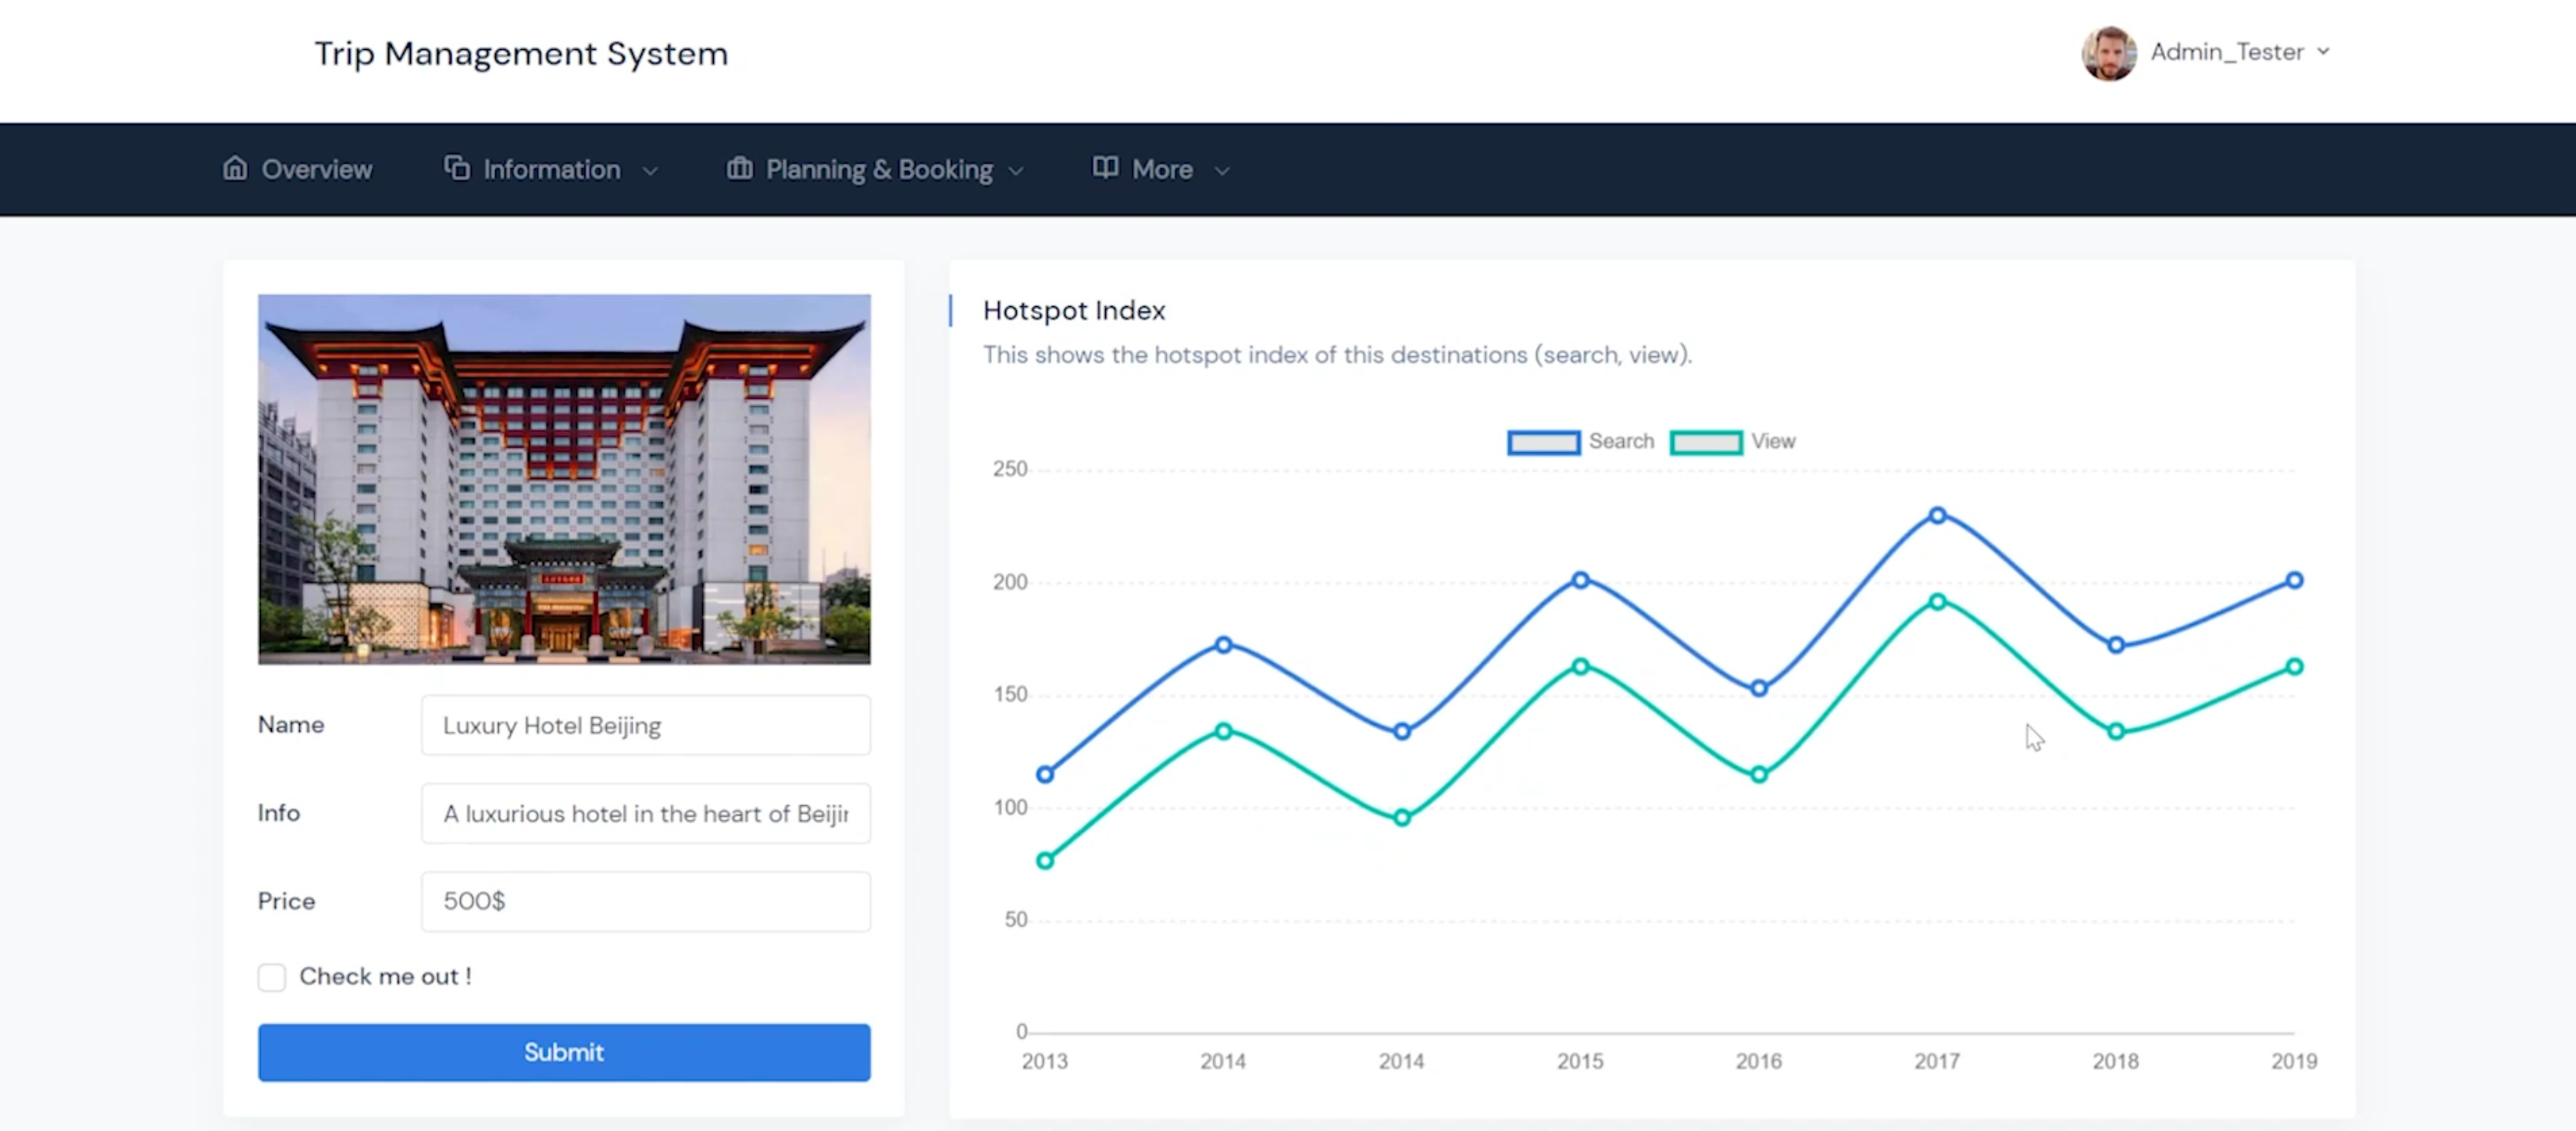 Trip Management System
Admin_Tester
Overview
Information
Planning & Booking
More
Name
Luxury Hotel Beijing
Info
A luxurious hotel in the heart of Beijir
Price
500$
Check me out !
Submit
Hotspot Index
This shows the hotspot index of this destinations (search, view).
Search View
250
200
150
100
50
0
2013 2014 2014 2015 2016 2017 2018 2019